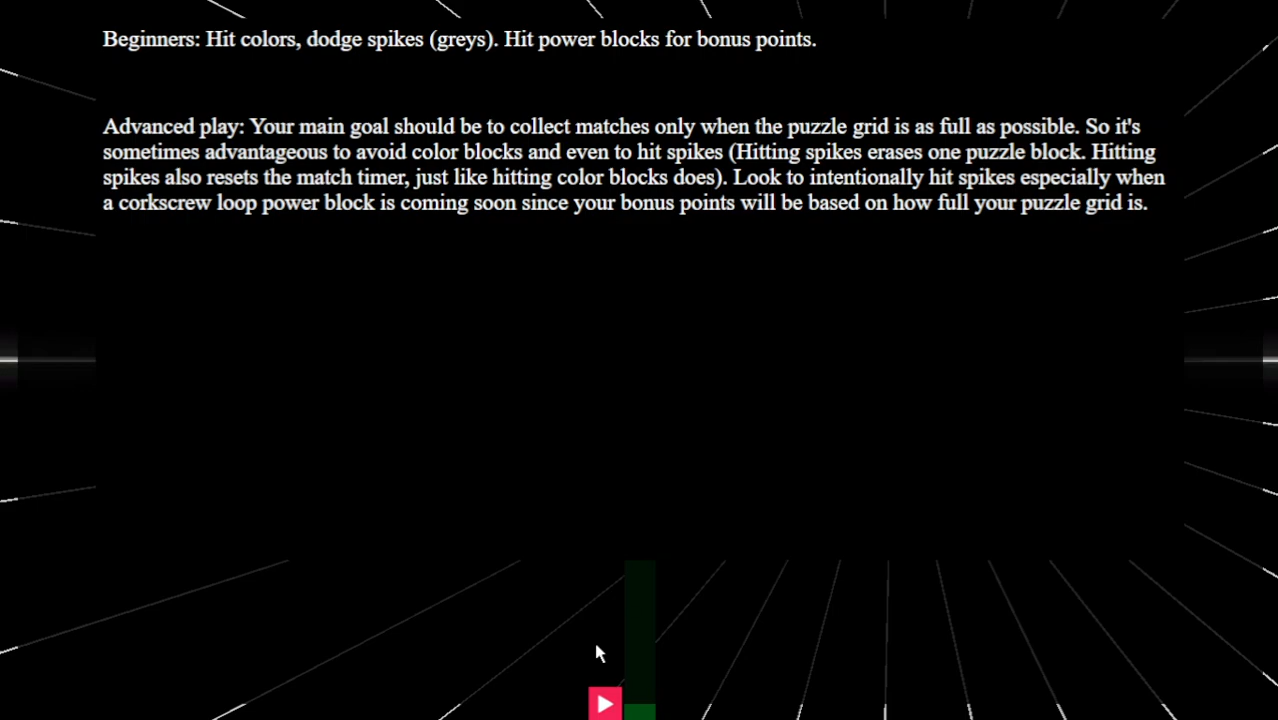 Beginners: Hit colors, dodge spikes (greys). Hit power blocks for bonus points.
Advanced play: Your main goal should be to collect matches only when the puzzle grid is as full as possible. So it's
sometimes advantageous to avoid color blocks and even to hit spikes (Hitting spikes erases one puzzle block. Hitting
spikes also resets the match timer, just like hitting color blocks does). Look to intentionally hit spikes especially when
a corkscrew loop power block is coming soon since your bonus points will be based on how full your puzzle grid is.